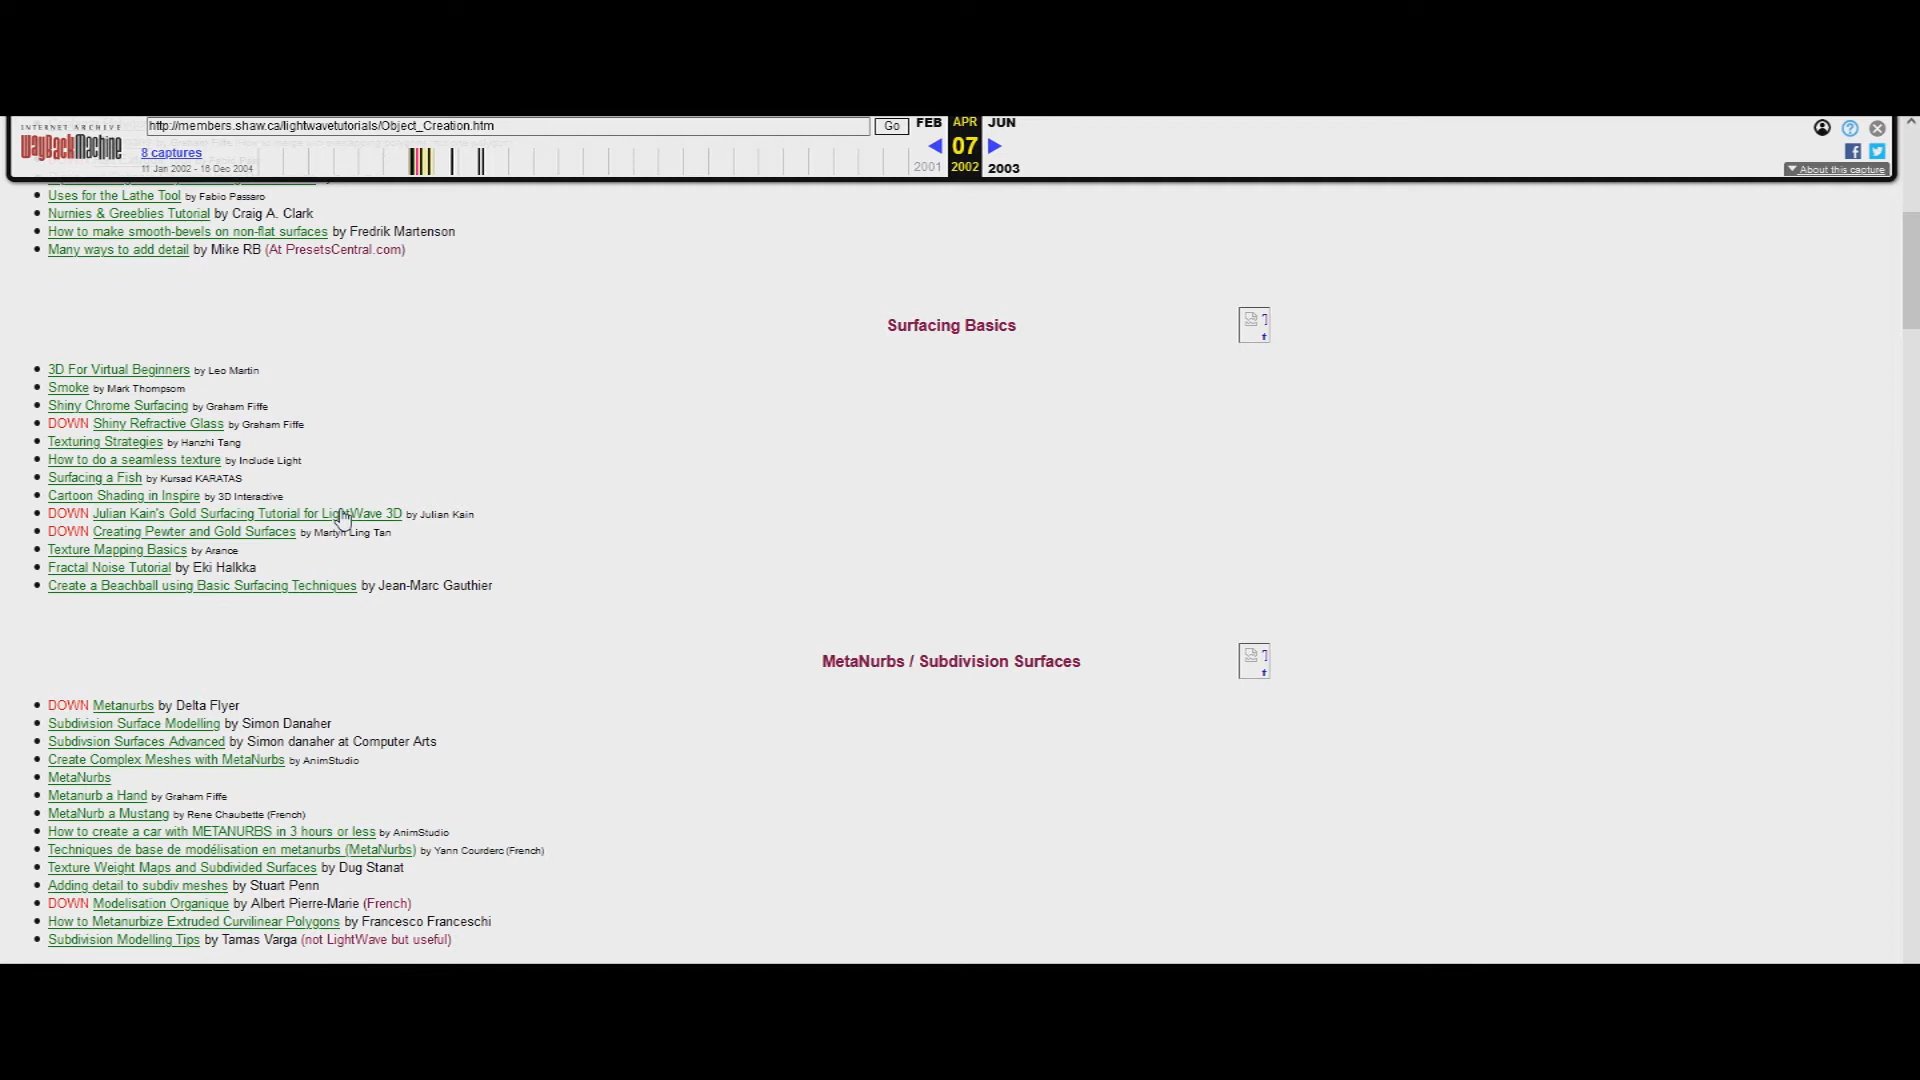 INTERNET ARCHIVE
WayBackMachine
http://members.shaw.ca/lightwavetutorials/Object_Creation.htm
Go
FEB APR JUN
8 captures
07
11 Jan 2002 - 16 Dec 2004
2001 2002 2003
About this capture
Uses for the Lathe Tool by Fabio Passaro
Nurnies & Greeblies Tutorial by Craig A. Clark
How to make smooth-bevels on non-flat surfaces by Fredrik Martenson
Many ways to add detail by Mike RB (At PresetsCentral.com)
Surfacing Basics
3D For Virtual Beginners by Leo Martin
Smoke by Mark Thompsom
Shiny Chrome Surfacing by Graham Fiffe
DOWN Shiny Refractive Glass by Graham Fiffe
Texturing Strategies by Hanzhi Tang
How to do a seamless texture by Include Light
Surfacing a Fish by Kursad KARATAS
Cartoon Shading in Inspire by 3D Interactive
DOWN Julian Kain's Gold Surfacing Tutorial for LightWave 3D by Julian Kain
DOWN Creating Pewter and Gold Surfaces by Martyn Ling Tan
Texture Mapping Basics by Arance
Fractal Noise Tutorial by Eki Halkka
Create a Beachball using Basic Surfacing Techniques by Jean-Marc Gauthier
MetaNurbs / Subdivision Surfaces
DOWN Metanurbs by Delta Flyer
Subdivision Surface Modelling by Simon Danaher
Subdivsion Surfaces Advanced by Simon danaher at Computer Arts
Create Complex Meshes with MetaNurbs by AnimStudio
MetaNurbs
Metanurb a Hand by Graham Fiffe
MetaNurb a Mustang by Rene Chaubette (French)
How to create a car with METANURBS in 3 hours or less by AnimStudio
Techniques de base de modélisation en metanurbs (MetaNurbs) by Yann Courderc (French)
Texture Weight Maps and Subdivided Surfaces by Dug Stanat
Adding detail to subdiv meshes by Stuart Penn
DOWN Modelisation Organique by Albert Pierre-Marie (French)
How to Metanurbize Extruded Curvilinear Polygons by Francesco Franceschi
Subdivision Modelling Tips by Tamas Varga (not LightWave but useful)